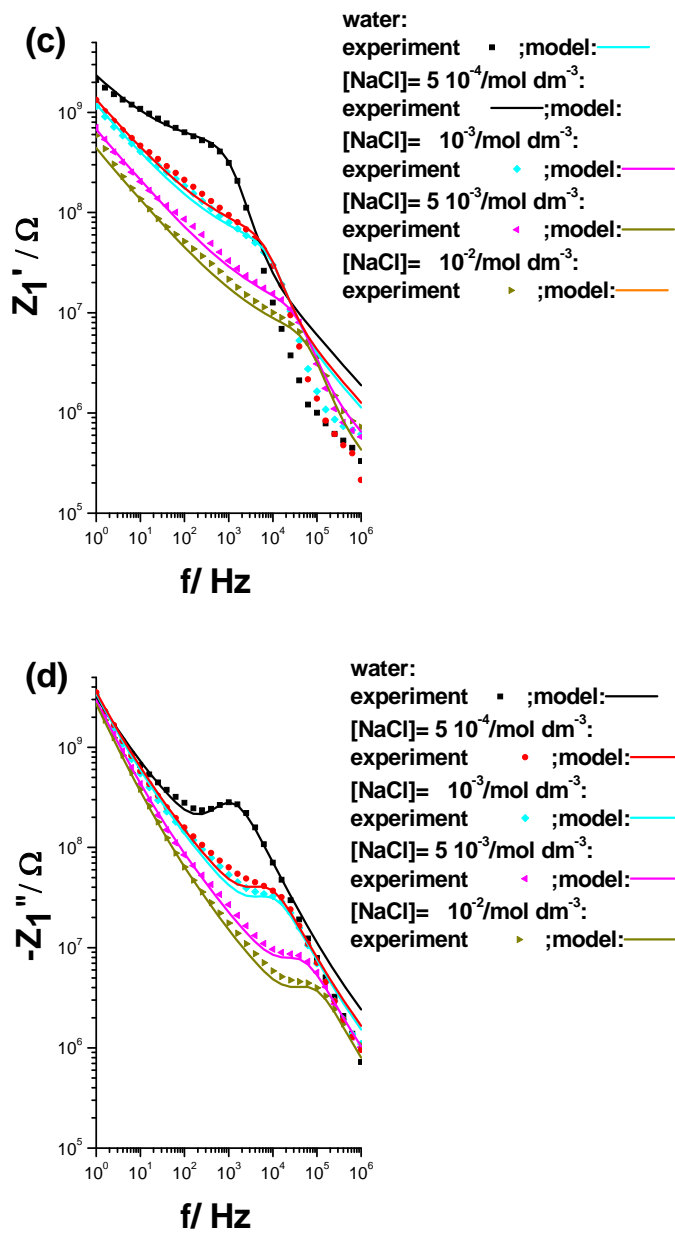 (c)
water:
experiment ;model:
[NaCl]= 5 10⁻⁴/mol dm⁻³:
experiment ;model:
[NaCl]= 10⁻³/mol dm⁻³:
experiment ;model:
[NaCl]= 5 10⁻³/mol dm⁻³:
experiment ;model:
[NaCl]= 10⁻²/mol dm⁻³:
experiment ;model:
10⁹
10⁸
10⁷
10⁶
10⁵
Z₁'/ Ω
10⁰ 10¹ 10² 10³ 10⁴ 10⁵ 10⁶
f/ Hz
(d)
water:
experiment ;model:
[NaCl]= 5 10⁻⁴/mol dm⁻³:
experiment ;model:
[NaCl]= 10⁻³/mol dm⁻³:
experiment ;model:
[NaCl]= 5 10⁻³/mol dm⁻³:
experiment ;model:
[NaCl]= 10⁻²/mol dm⁻³:
experiment ;model:
10⁹
10⁸
10⁷
10⁶
10⁵
-Z₁''/ Ω
10⁰ 10¹ 10² 10³ 10⁴ 10⁵ 10⁶
f/ Hz